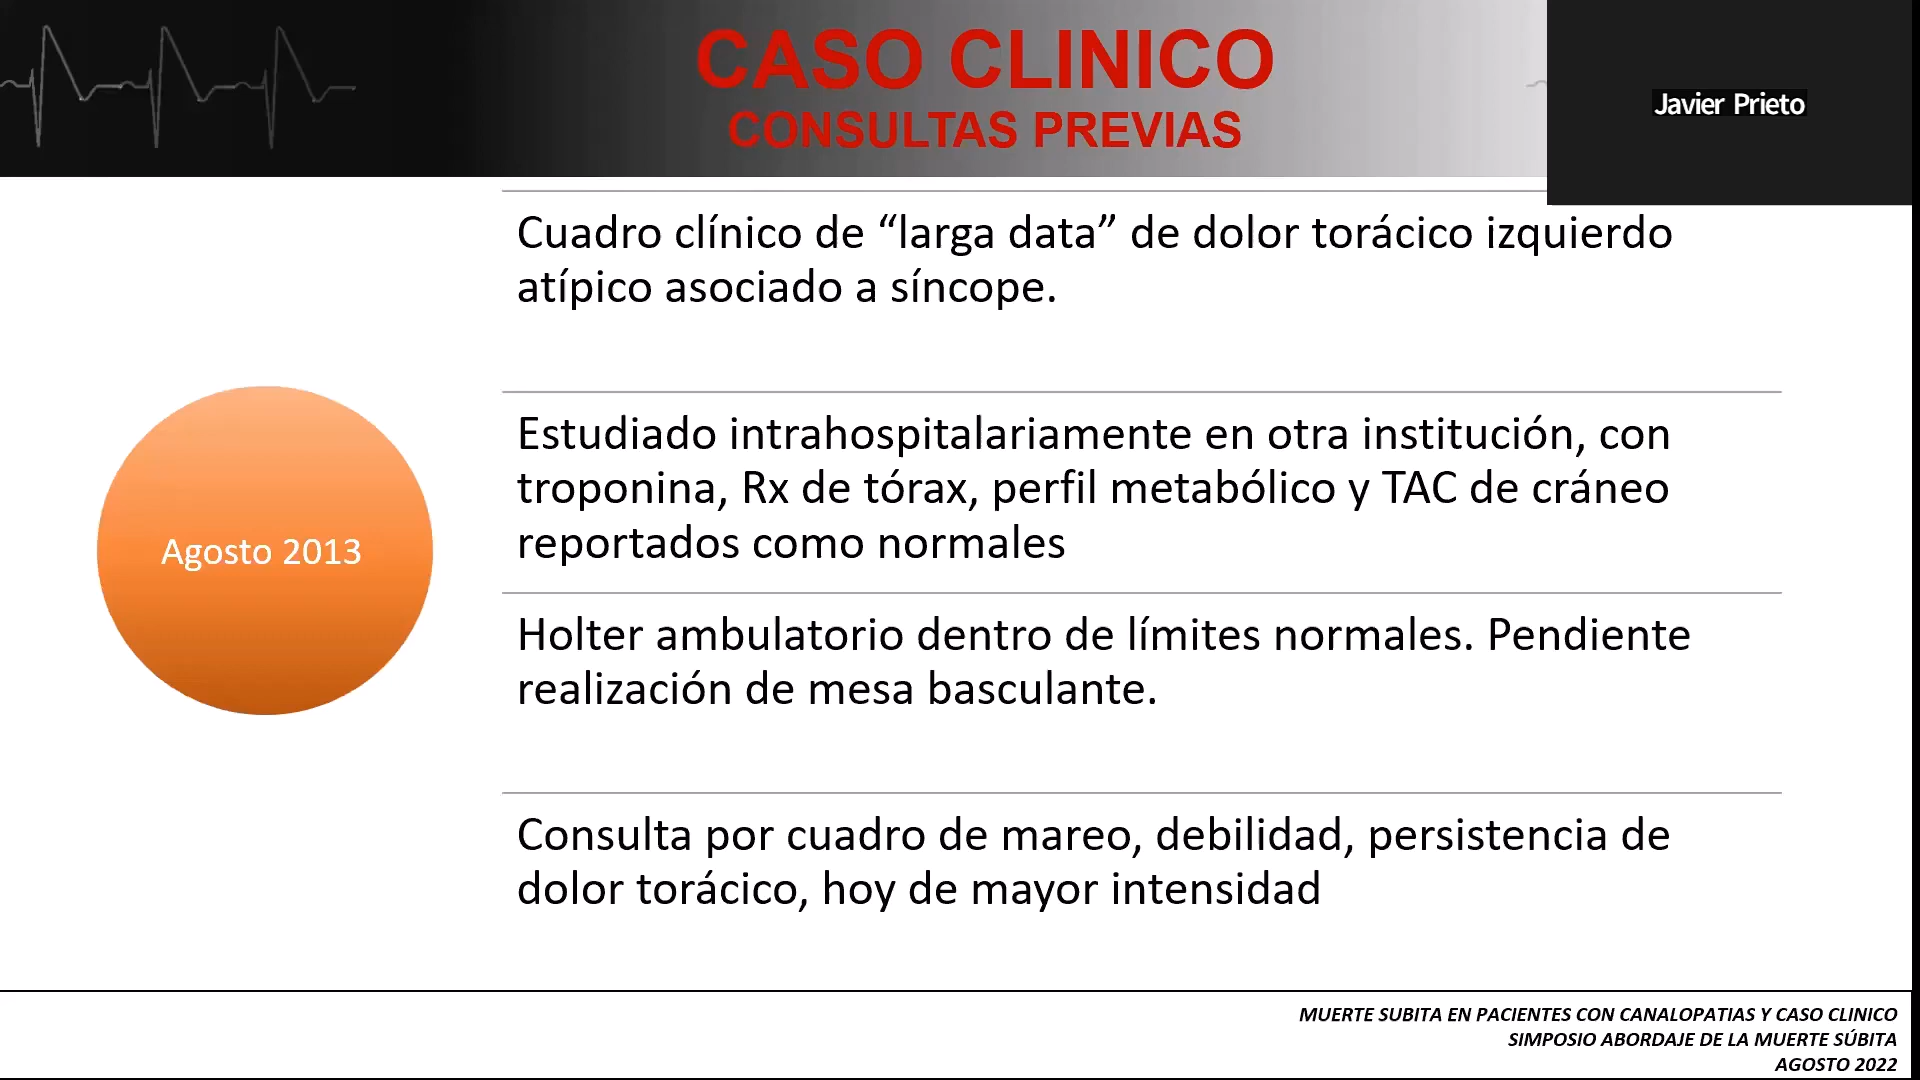 CASO CLINICO
CONSULTAS PREVIAS
Javier Prieto
Cuadro clínico de “larga data” de dolor torácico izquierdo
atípico asociado a síncope.
Estudiado intrahospitalariamente en otra institución, con
troponina, Rx de tórax, perfil metabólico y TAC de cráneo
reportados como normales
Agosto 2013
Holter ambulatorio dentro de límites normales. Pendiente
realización de mesa basculante.
Consulta por cuadro de mareo, debilidad, persistencia de
dolor torácico, hoy de mayor intensidad
MUERTE SUBITA EN PACIENTES CON CANALOPATIAS Y CASO CLINICO
SIMPOSIO ABORDAJE DE LA MUERTE SÚBITA
AGOSTO 2022